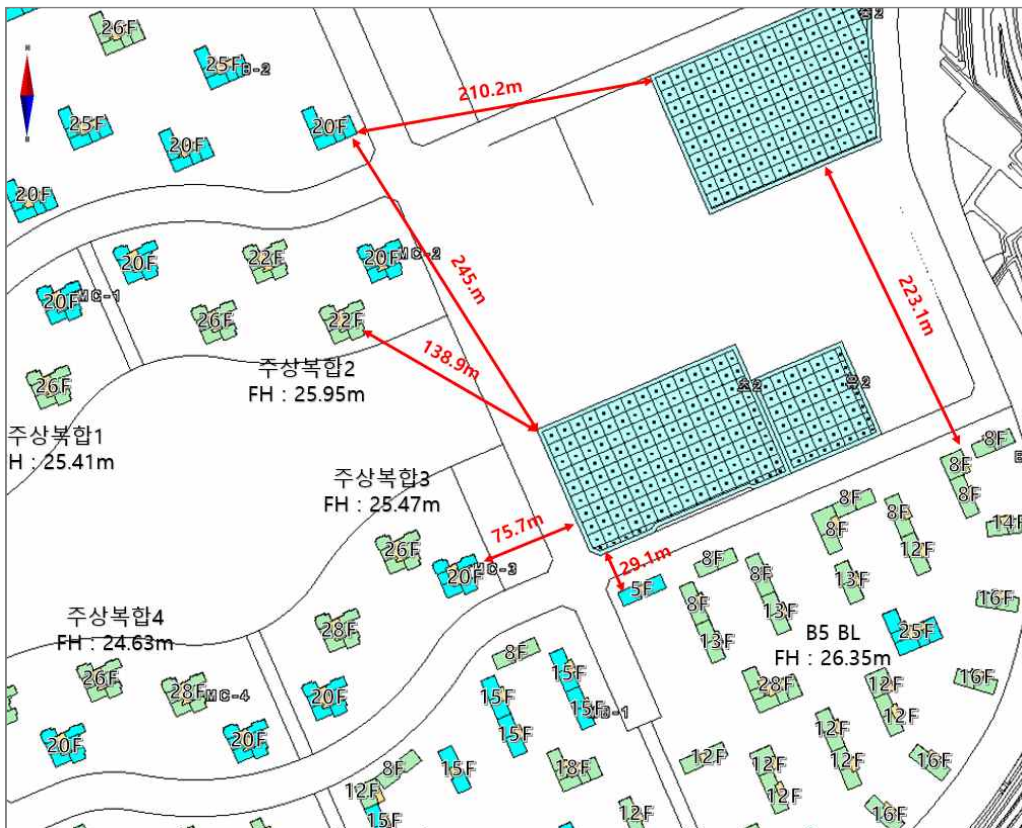 26F
25F
B-2
25F
20F
20F
20F
210.2m
245.m
223.1m
20F
22F
20F MC-2
20F MC-1
26F
22F
26F
138.9m
주상복합2
FH : 25.95m
주상복합1
H : 25.41m
주상복합3
FH : 25.47m
75.7m
29.1m
26F
20F MC-3
5F
주상복합4
FH : 24.63m
28F
26F
28F MC-4
20F
20F
20F
8F
8F
8F
8F
8F
8F
12F
14F
8F
8F
13F
8F
13F
16F
B5 BL
FH : 26.35m
25F
28F
16F
12F
12F
12F
12F
16F
12F
12F
12F
16F
8F
15F
15F
15F
15F
15F
18F
8F
12F
15F
12F